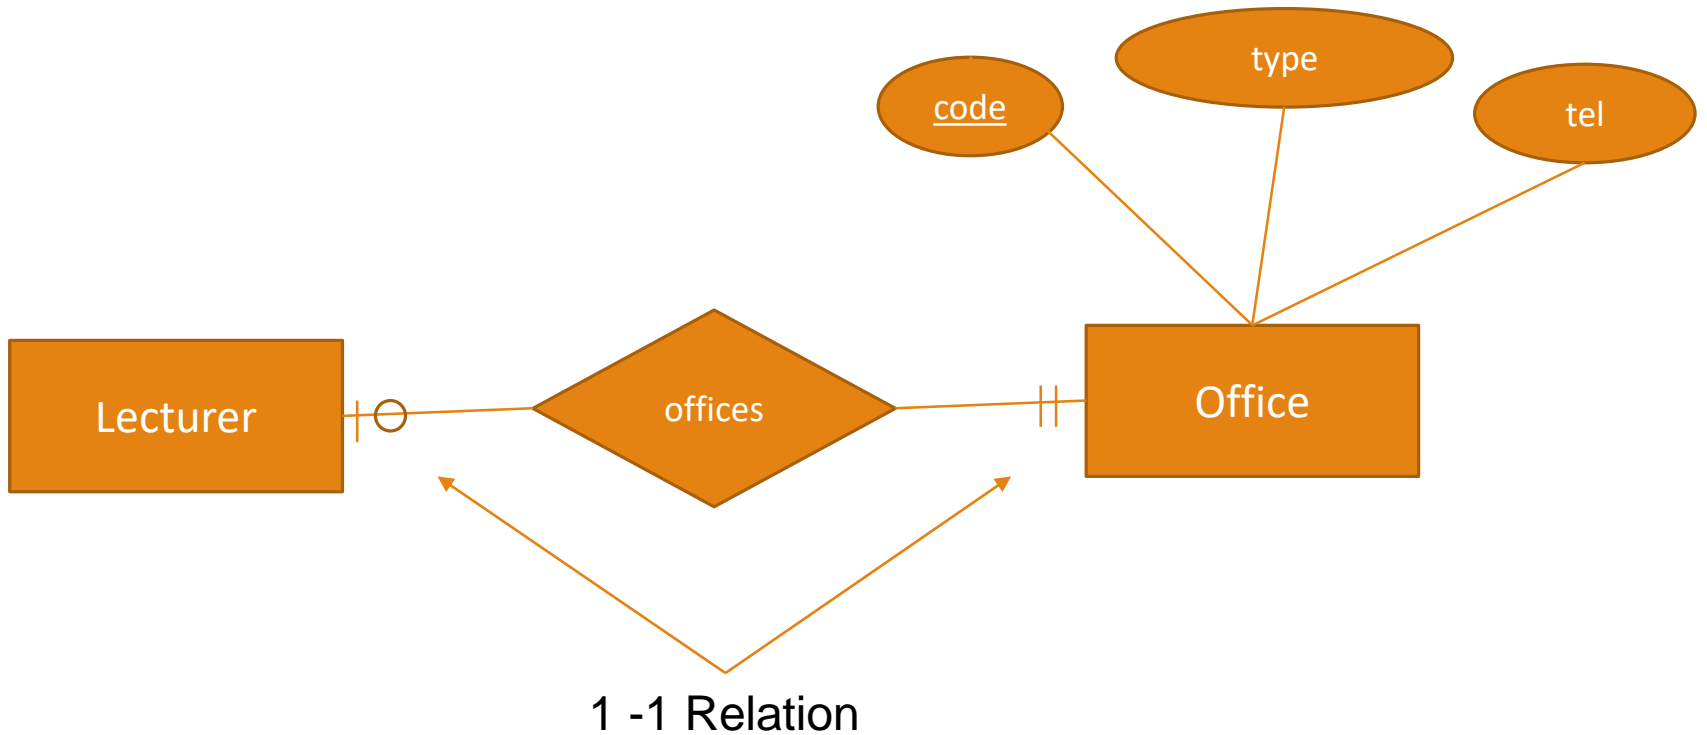 type
code
tel
Lecturer
offices
Office
1 -1 Relation